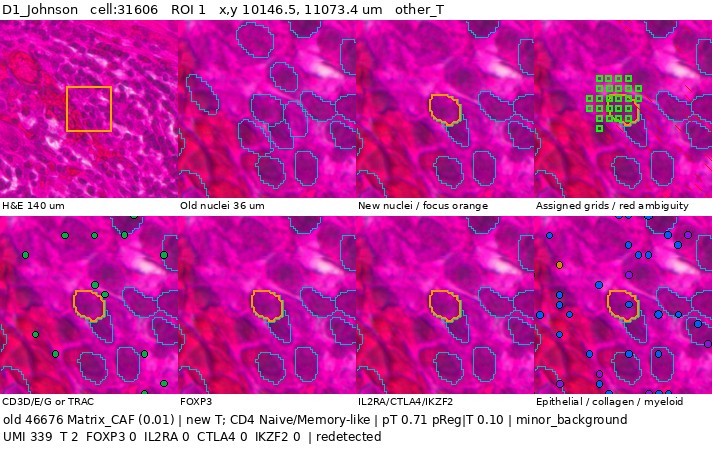 D1_Johnson cell:31606 ROI 1 x,y 10146.5, 11073.4 um other_T
H&E 140 um
Old nuclei 36 um
New nuclei / focus orange
Assigned grids / red ambiguity
CD3D/E/G or TRAC
FOXP3
IL2RA/CTLA4/IKZF2
Epithelial / collagen / myeloid
old 46676 Matrix_CAF (0.01) | new T; CD4 Naive/Memory-like | pT 0.71 pReg|T 0.10 | minor_background
UMI 339 T 2 FOXP3 0 IL2RA 0 CTLA4 0 IKZF2 0 | redetected